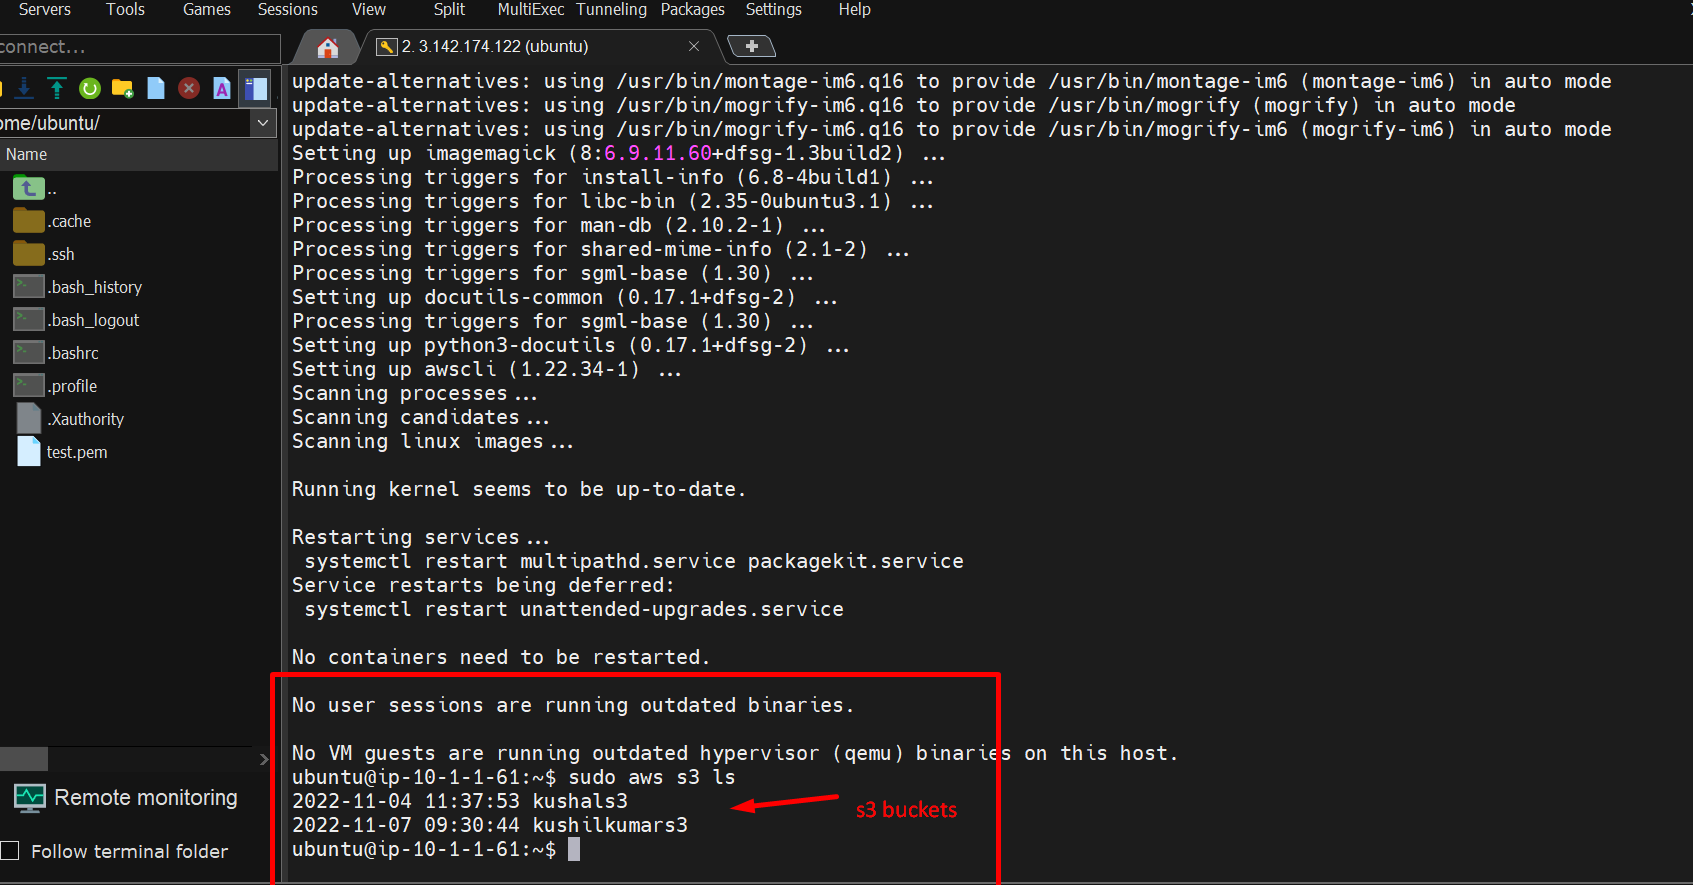 Servers Tools Games Sessions View Split MultiExec Tunneling Packages Settings Help
connect...
2. 3.142.174.122 (ubuntu)
ome/ubuntu/
Name
..
.cache
.ssh
.bash_history
.bash_logout
.bashrc
.profile
.Xauthority
test.pem
Remote monitoring
Follow terminal folder
update-alternatives: using /usr/bin/montage-im6.q16 to provide /usr/bin/montage-im6 (montage-im6) in auto mode
update-alternatives: using /usr/bin/mogrify-im6.q16 to provide /usr/bin/mogrify (mogrify) in auto mode
update-alternatives: using /usr/bin/mogrify-im6.q16 to provide /usr/bin/mogrify-im6 (mogrify-im6) in auto mode
Setting up imagemagick (8:6.9.11.60+dfsg-1.3build2) ...
Processing triggers for install-info (6.8-4build1) ...
Processing triggers for libc-bin (2.35-0ubuntu3.1) ...
Processing triggers for man-db (2.10.2-1) ...
Processing triggers for shared-mime-info (2.1-2) ...
Processing triggers for sgml-base (1.30) ...
Setting up docutils-common (0.17.1+dfsg-2) ...
Processing triggers for sgml-base (1.30) ...
Setting up python3-docutils (0.17.1+dfsg-2) ...
Setting up awscli (1.22.34-1) ...
Scanning processes...
Scanning candidates...
Scanning linux images...
Running kernel seems to be up-to-date.
Restarting services...
systemctl restart multipathd.service packagekit.service
Service restarts being deferred:
systemctl restart unattended-upgrades.service
No containers need to be restarted.
No user sessions are running outdated binaries.
No VM guests are running outdated hypervisor (qemu) binaries on this host.
ubuntu@ip-10-1-1-61:~$ sudo aws s3 ls
2022-11-04 11:37:53 kushals3
s3 buckets
2022-11-07 09:30:44 kushilkumars3
ubuntu@ip-10-1-1-61:~$